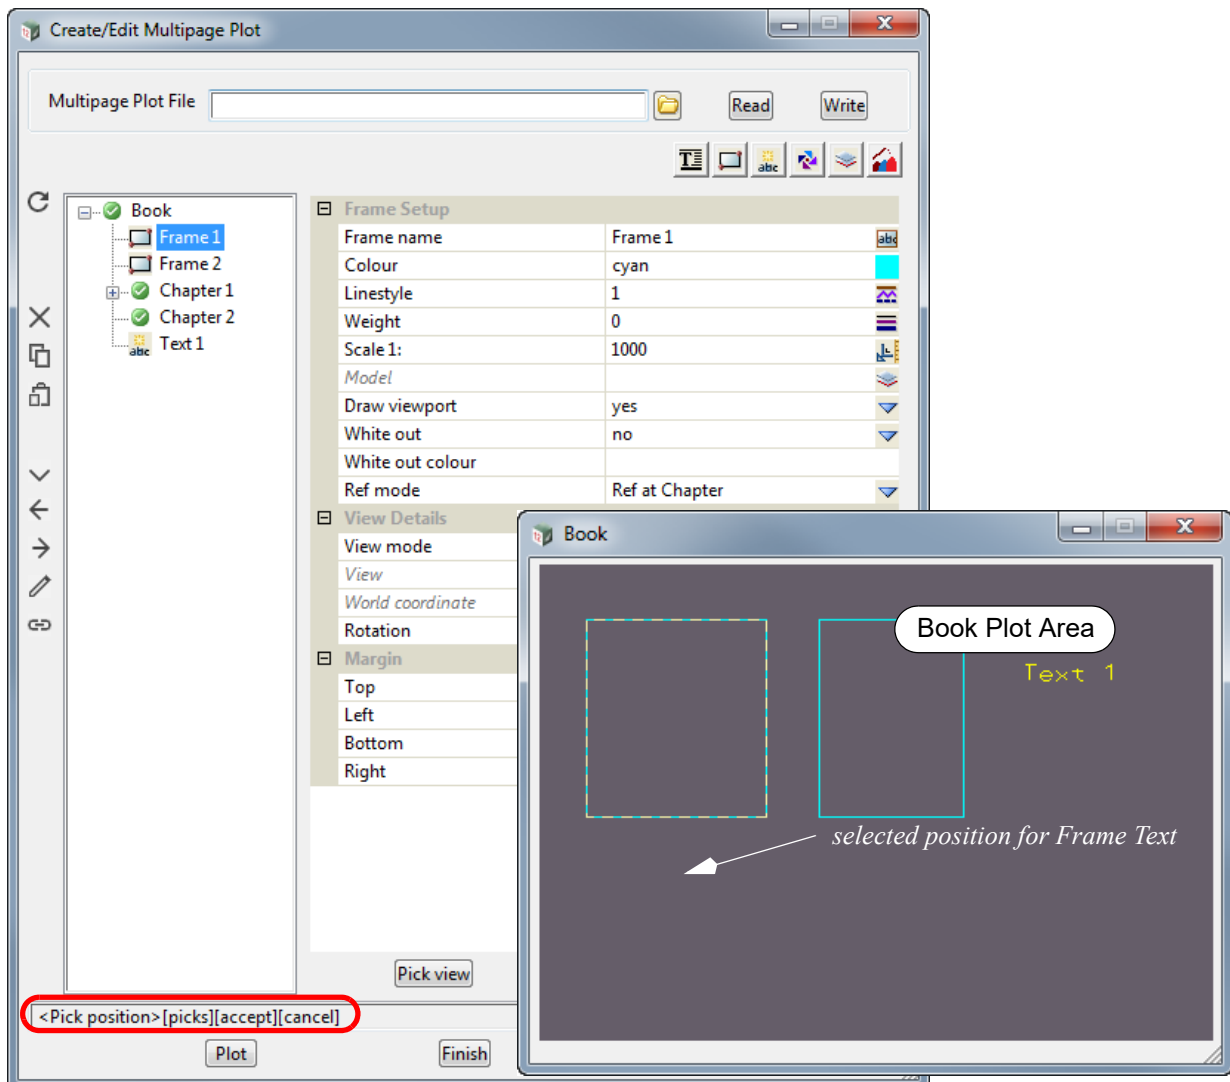 Create/Edit Multipage Plot
Multipage Plot File
Read
Write
abc
Book
Frame 1
Frame 2
Chapter 1
Chapter 2
abc Text 1
Frame Setup
Frame name Frame 1 abc
Colour cyan
Linestyle 1
Weight 0
Scale 1: 1000
Model
Draw viewport yes
White out no
White out colour
Ref mode Ref at Chapter
View Details
View mode
View
World coordinate
Rotation
Margin
Top
Left
Bottom
Right
Pick view
<Pick position>[picks][accept][cancel]
Plot
Finish
Book
Book Plot Area
Text 1
selected position for Frame Text